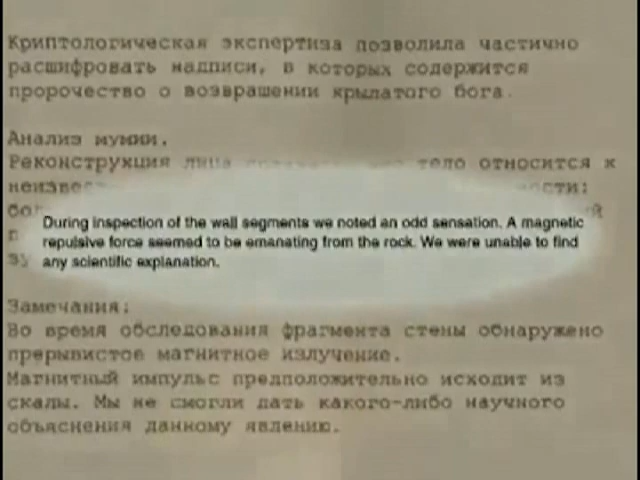 Криптологическая экспертиза позволила частично
расшифровать надписи, в которых содержится
пророчество о возвращении крылатого бога.
Анализ мумии.
Реконструкция лица тело относится к
During inspection of the wall segments we noted an odd sensation. A magnetic
repulsive force seemed to be emanating from the rock. We were unable to find
any scientific explanation.
Замечания:
Во время обследования фрагмента стены обнаружено
прерывистое магнитное излучение.
Магнитный импульс предположительно исходит из
скалы. Мы не смогли дать какого-либо научного
объяснения данному явлению.